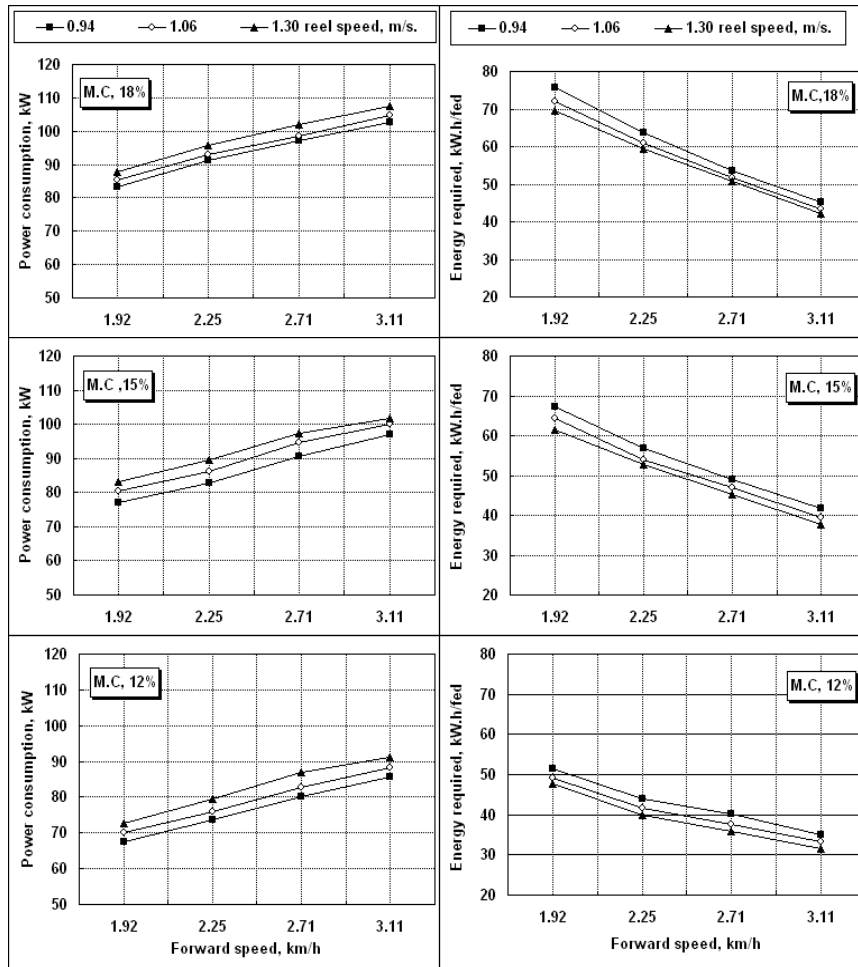 0.94 1.06 1.30 reel speed, m/s.
Power consumption, kW
120
110
100
90
80
70
60
50
M.C, 18%
1.92 2.25 2.71 3.11
0.94 1.06 1.30 reel speed, m/s.
Energy required, kW.h/fed
80
70
60
50
40
30
20
M.C,18%
1.92 2.25 2.71 3.11
Power consumption, kW
120
110
100
90
80
70
60
50
M.C ,15%
1.92 2.25 2.71 3.11
Energy required, kW.h/fed
80
70
60
50
40
30
20
M.C, 15%
1.92 2.25 2.71 3.11
Power consumption, kW
120
110
100
90
80
70
60
50
M.C, 12%
1.92 2.25 2.71 3.11
Forward speed, km/h
Energy required, kW.h/fed
80
70
60
50
40
30
20
M.C, 12%
1.92 2.25 2.71 3.11
Forward speed, km/h